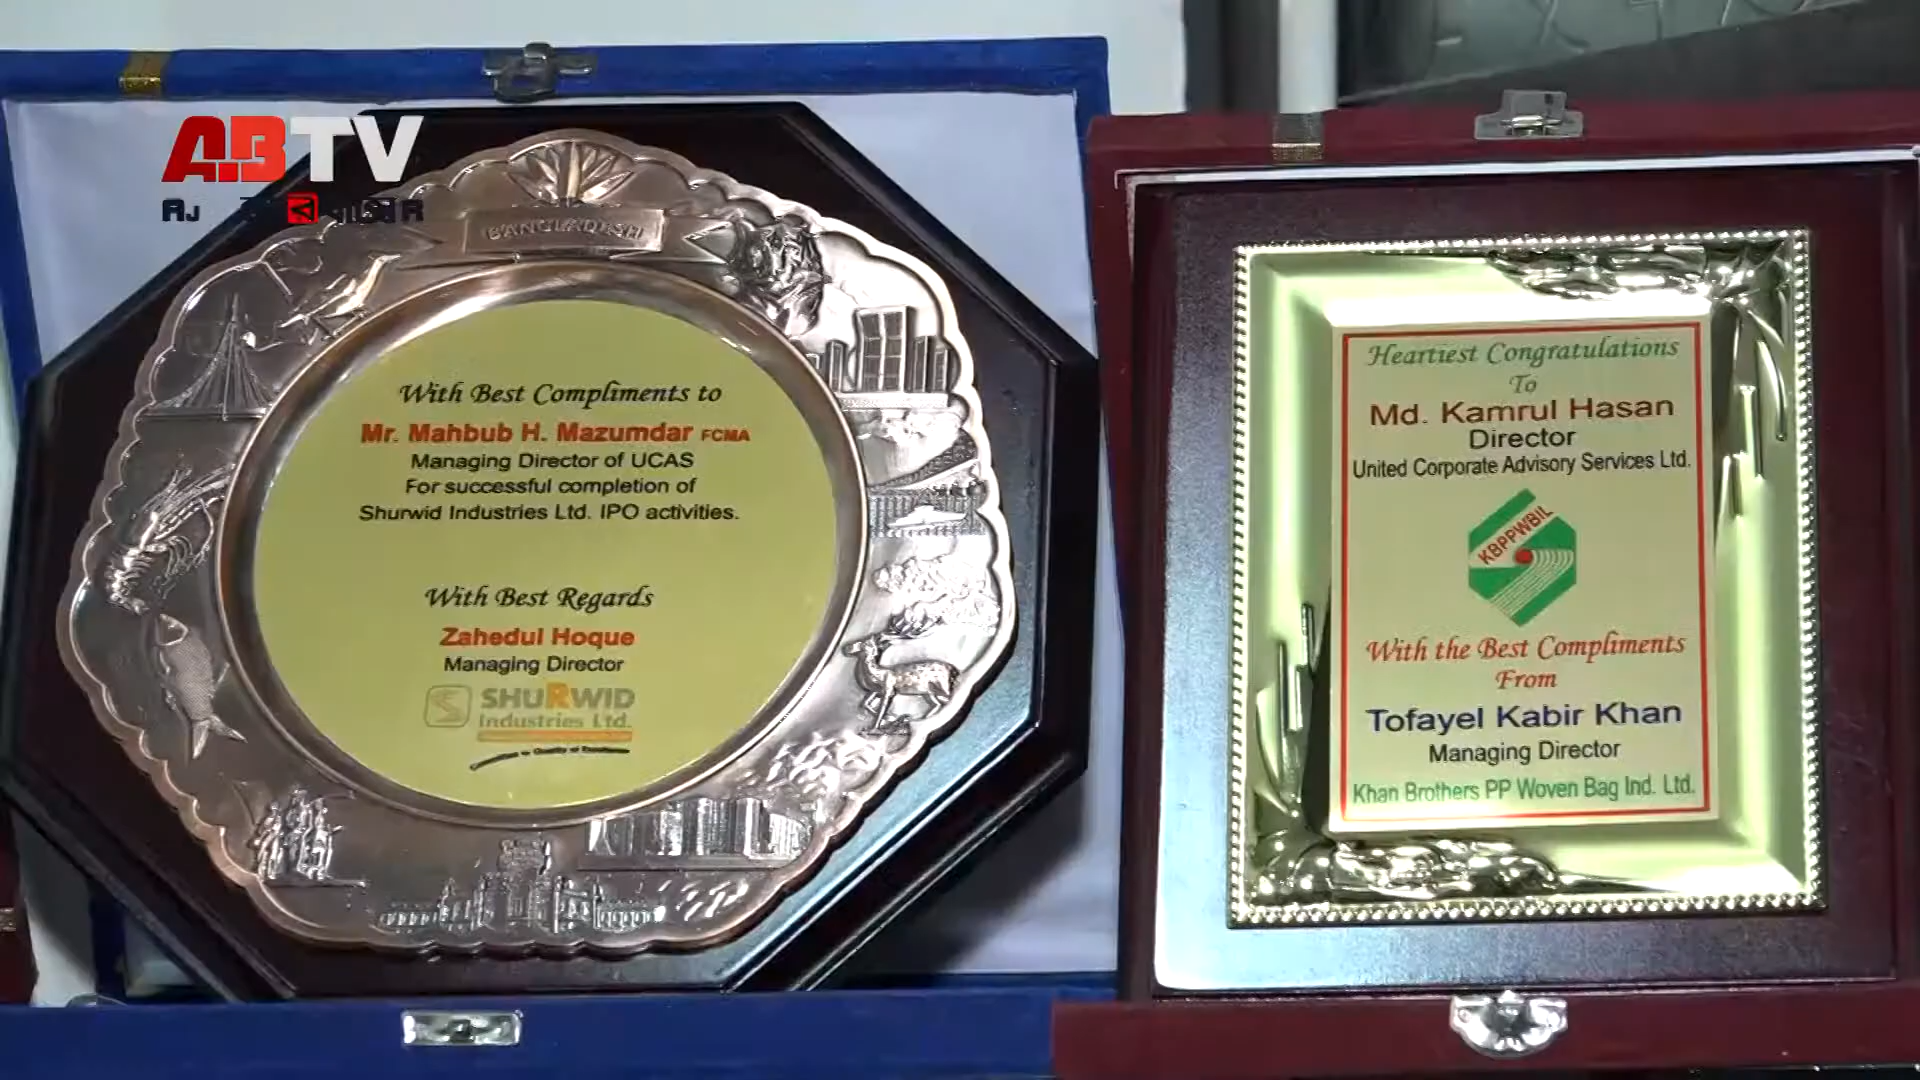 ABTV
BANGLADESH
With Best Compliments to
Mr. Mahbub H. Mazumdar FCMA
Managing Director of UCAS
For successful completion of
Shurwid Industries Ltd. IPO activities.
With Best Regards
Zahedul Hoque
Managing Director
SHURWID
Industries Ltd.
Heartiest Congratulations
To
Md. Kamrul Hasan
Director
United Corporate Advisory Services Ltd.
KBPPWBIL
With the Best Compliments
From
Tofayel Kabir Khan
Managing Director
Khan Brothers PP Woven Bag Ind. Ltd.